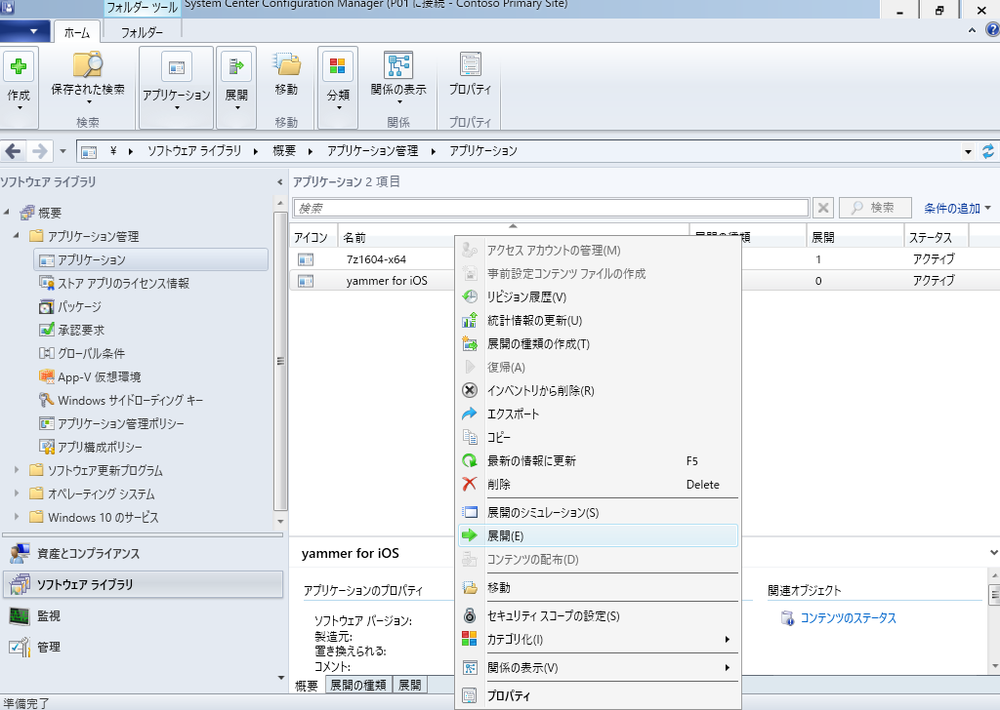 フォルダー ツール
System Center Configuration Manager (P01 に接続 - Contoso Primary Site)
ホーム
フォルダー
作成
保存された検索
アプリケーション
展開
移動
分類
関係の表示
プロパティ
検索
移動
関係
プロパティ
¥ ソフトウェア ライブラリ 概要 アプリケーション管理 アプリケーション
ソフトウェア ライブラリ
概要
アプリケーション管理
アプリケーション
ストア アプリのライセンス情報
パッケージ
承認要求
グローバル条件
App-V 仮想環境
Windows サイドローディング キー
アプリケーション管理ポリシー
アプリ構成ポリシー
ソフトウェア更新プログラム
オペレーティング システム
Windows 10 のサービス
資産とコンプライアンス
ソフトウェア ライブラリ
監視
管理
アプリケーション 2 項目
検索
検索
条件の追加
アイコン 名前 展開の種類 展開 ステータス
7z1604-x64 1 アクティブ
yammer for iOS 0 アクティブ
アクセス アカウントの管理(M)
事前設定コンテンツ ファイルの作成
リビジョン履歴(V)
統計情報の更新(U)
展開の種類の作成(T)
復帰(A)
インベントリから削除(R)
エクスポート
コピー
最新の情報に更新 F5
削除 Delete
展開のシミュレーション(S)
展開(E)
コンテンツの配布(D)
移動
セキュリティ スコープの設定(S)
カテゴリ化(I)
関係の表示(V)
プロパティ
yammer for iOS
アプリケーションのプロパティ
ソフトウェア バージョン:
製造元:
置き換えられる:
コメント:
関連オブジェクト
コンテンツのステータス
概要 展開の種類 展開
準備完了